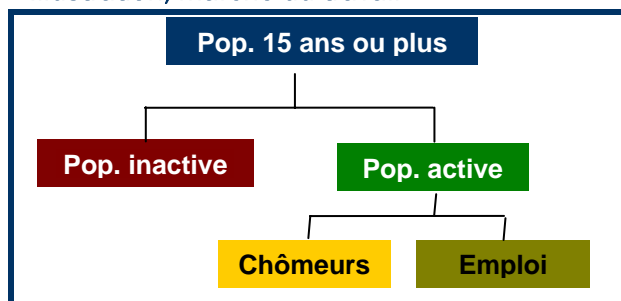 Pop. 15 ans ou plus
Pop. inactive
Pop. active
Chômeurs
Emploi